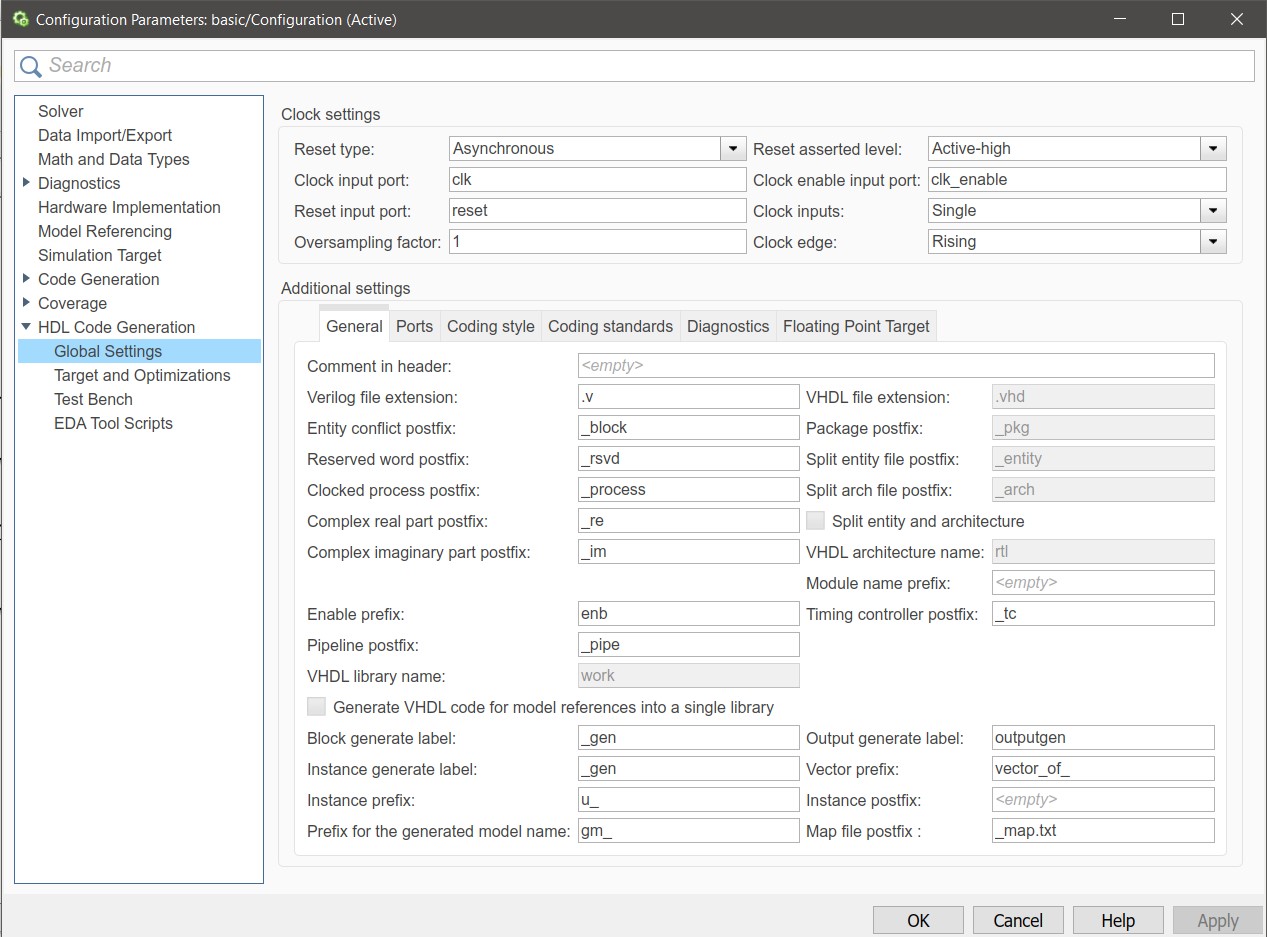 Configuration Parameters: basic/Configuration (Active)
Search
Solver
Data Import/Export
Math and Data Types
Diagnostics
Hardware Implementation
Model Referencing
Simulation Target
Code Generation
Coverage
HDL Code Generation
Global Settings
Target and Optimizations
Test Bench
EDA Tool Scripts
Clock settings
Reset type: Asynchronous Reset asserted level: Active-high
Clock input port: clk Clock enable input port: clk_enable
Reset input port: reset Clock inputs: Single
Oversampling factor: 1 Clock edge: Rising
Additional settings
General Ports Coding style Coding standards Diagnostics Floating Point Target
Comment in header: <empty>
Verilog file extension: .v VHDL file extension: .vhd
Entity conflict postfix: _block Package postfix: _pkg
Reserved word postfix: _rsvd Split entity file postfix: _entity
Clocked process postfix: _process Split arch file postfix: _arch
Complex real part postfix: _re Split entity and architecture
Complex imaginary part postfix: _im VHDL architecture name: rtl
Module name prefix: <empty>
Enable prefix: enb Timing controller postfix: _tc
Pipeline postfix: _pipe
VHDL library name: work
Generate VHDL code for model references into a single library
Block generate label: _gen Output generate label: outputgen
Instance generate label: _gen Vector prefix: vector_of_
Instance prefix: u_ Instance postfix: <empty>
Prefix for the generated model name: gm_ Map file postfix : _map.txt
OK Cancel Help Apply